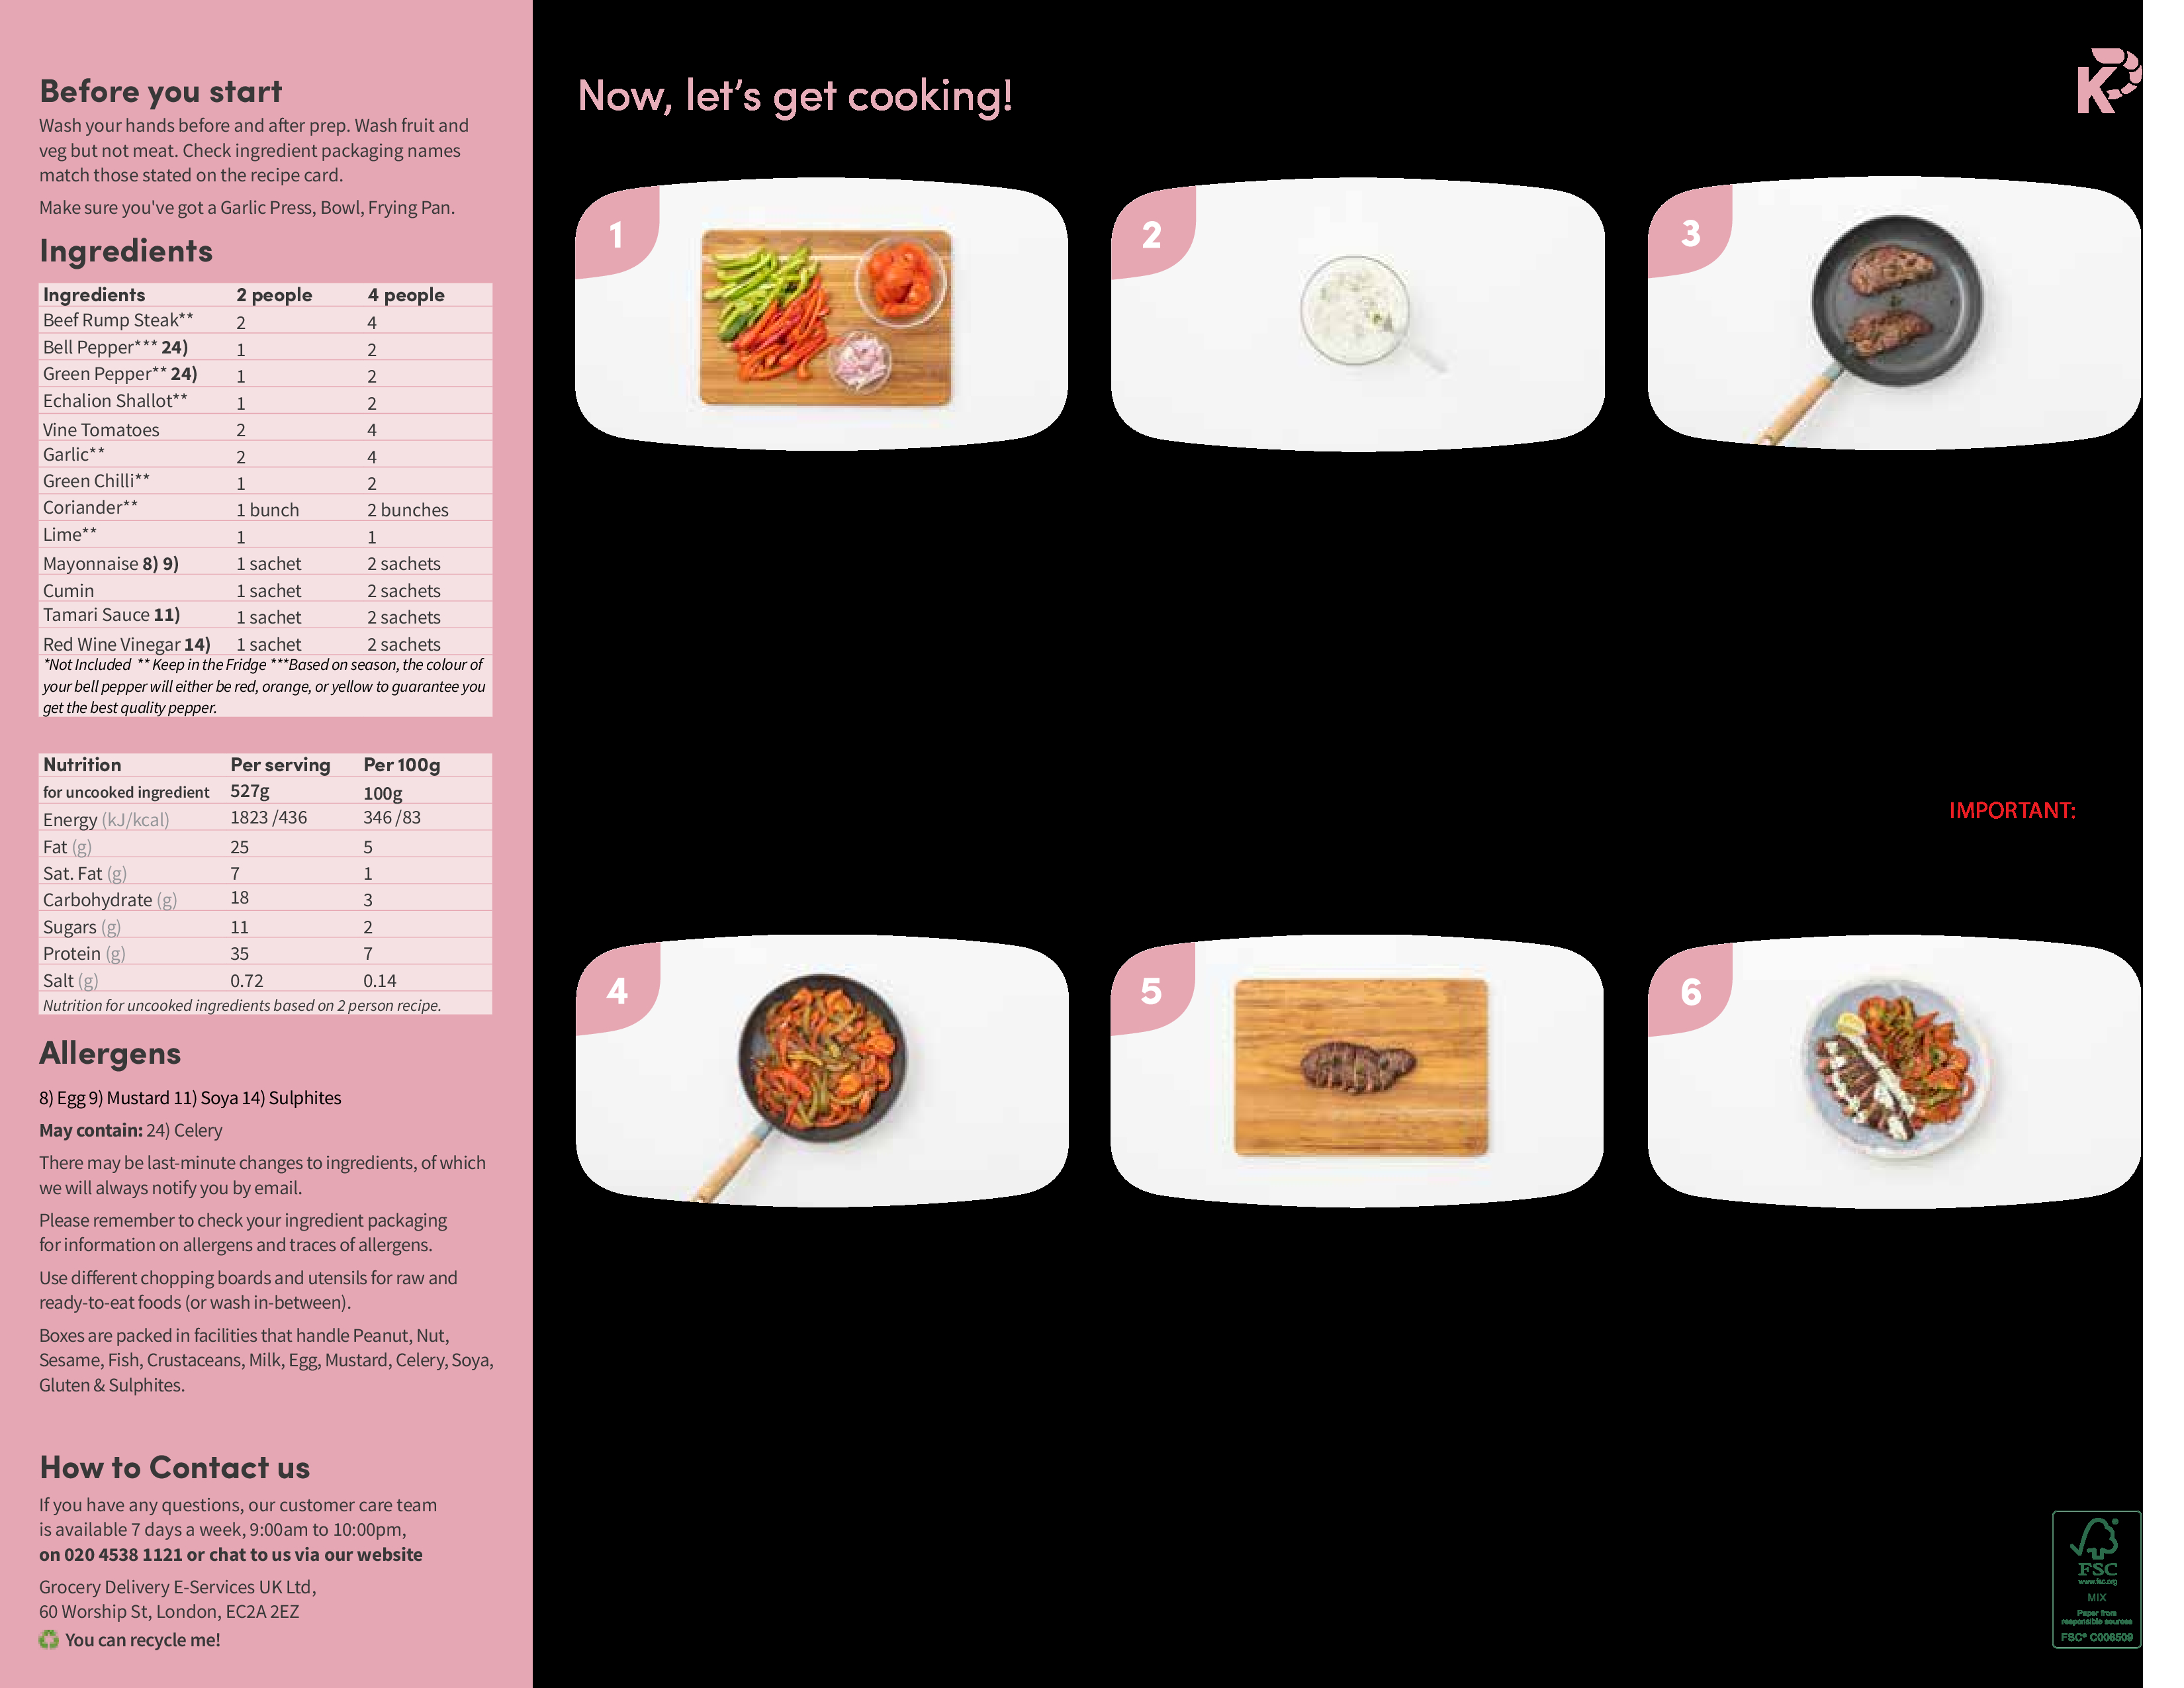 Before you start
Wash your hands before and after prep. Wash fruit and
veg but not meat. Check ingredient packaging names
match those stated on the recipe card.
Make sure you've got a Garlic Press, Bowl, Frying Pan.
Ingredients
Ingredients 2 people 4 people
Beef Rump Steak** 2 4
Bell Pepper*** 24) 1 2
Green Pepper** 24) 1 2
Echalion Shallot** 1 2
Vine Tomatoes 2 4
Garlic** 2 4
Green Chilli** 1 2
Coriander** 1 bunch 2 bunches
Lime** 1 1
Mayonnaise 8) 9) 1 sachet 2 sachets
Cumin 1 sachet 2 sachets
Tamari Sauce 11) 1 sachet 2 sachets
Red Wine Vinegar 14) 1 sachet 2 sachets
*Not Included ** Keep in the Fridge ***Based on season, the colour of
your bell pepper will either be red, orange, or yellow to guarantee you
get the best quality pepper.
Nutrition Per serving Per 100g
for uncooked ingredient 527g 100g
Energy (kJ/kcal) 1823 /436 346 /83
Fat (g) 25 5
Sat. Fat (g) 7 1
Carbohydrate (g) 18 3
Sugars (g) 11 2
Protein (g) 35 7
Salt (g) 0.72 0.14
Nutrition for uncooked ingredients based on 2 person recipe.
Allergens
8) Egg 9) Mustard 11) Soya 14) Sulphites
May contain: 24) Celery
There may be last-minute changes to ingredients, of which
we will always notify you by email.
Please remember to check your ingredient packaging
for information on allergens and traces of allergens.
Use different chopping boards and utensils for raw and
ready-to-eat foods (or wash in-between).
Boxes are packed in facilities that handle Peanut, Nut,
Sesame, Fish, Crustaceans, Milk, Egg, Mustard, Celery, Soya,
Gluten & Sulphites.
How to Contact us
If you have any questions, our customer care team
is available 7 days a week, 9:00am to 10:00pm,
on 020 4538 1121 or chat to us via our website
Grocery Delivery E-Services UK Ltd,
60 Worship St, London, EC2A 2EZ
You can recycle me!
Now, let's get cooking!
K
1
2
3
IMPORTANT:
4
5
6
FSC
www.fsc.org
MIX
Paper from
responsible sources
FSC® C006509